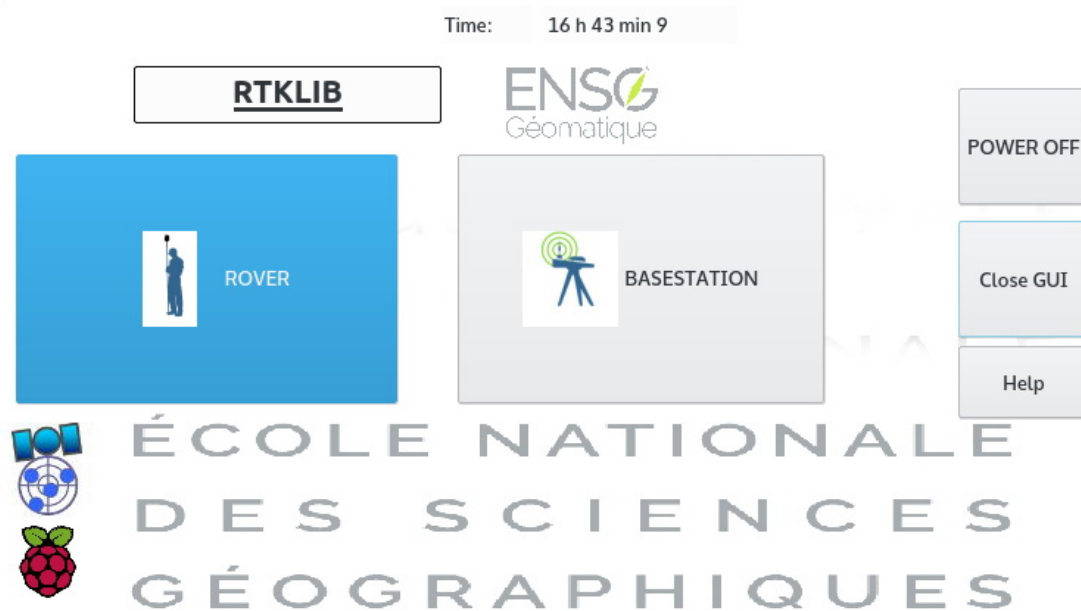 Time: 16 h 43 min 9
RTKLIB
ENSG
Géomatique
POWER OFF
ROVER
BASESTATION
Close GUI
Help
ÉCOLE NATIONALE
DES SCIENCES
GÉOGRAPHIQUES